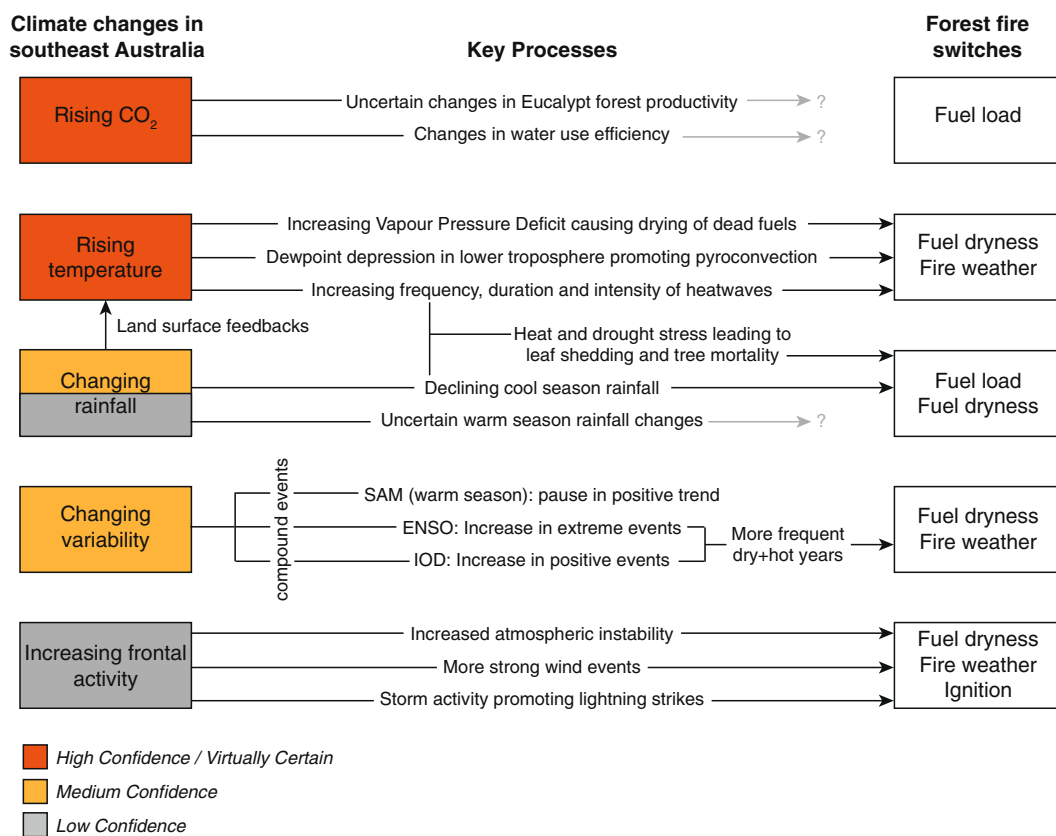 Climate changes in
southeast Australia
Key Processes
Forest fire
switches
Rising CO₂
Uncertain changes in Eucalypt forest productivity
?
Changes in water use efficiency
?
Fuel load
Rising
temperature
Increasing Vapour Pressure Deficit causing drying of dead fuels
Dewpoint depression in lower troposphere promoting pyroconvection
Increasing frequency, duration and intensity of heatwaves
Fuel dryness
Fire weather
Land surface feedbacks
Heat and drought stress leading to
leaf shedding and tree mortality
Changing
rainfall
Declining cool season rainfall
Uncertain warm season rainfall changes
?
Fuel load
Fuel dryness
Changing
variability
compound events
SAM (warm season): pause in positive trend
ENSO: Increase in extreme events
IOD: Increase in positive events
More frequent
dry+hot years
Fuel dryness
Fire weather
Increasing frontal
activity
Increased atmospheric instability
More strong wind events
Storm activity promoting lightning strikes
Fuel dryness
Fire weather
Ignition
High Confidence / Virtually Certain
Medium Confidence
Low Confidence